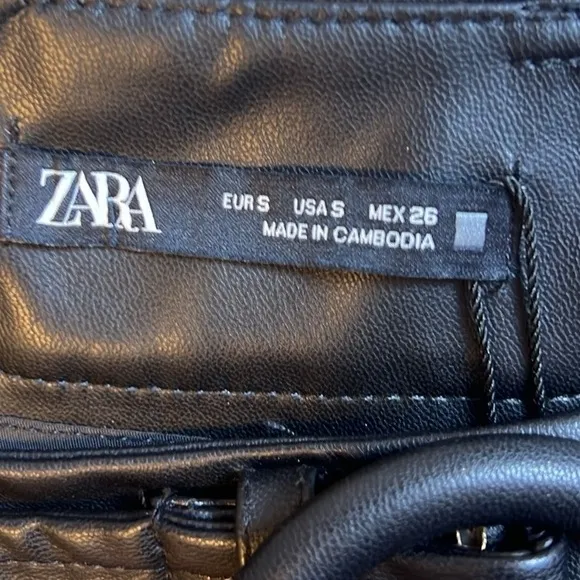 ZARA
EUR S USA S MEX 26
MADE IN CAMBODIA